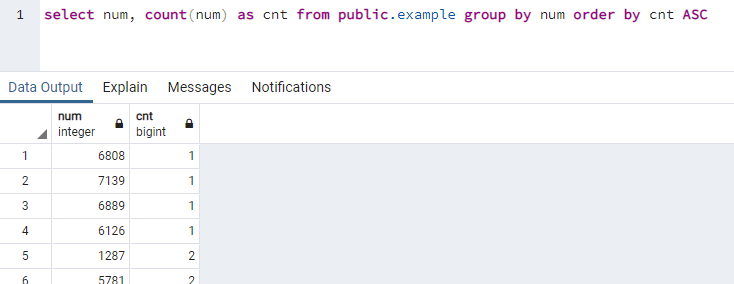 1 select num, count(num) as cnt from public.example group by num order by cnt ASC
Data Output Explain Messages Notifications
num cnt
integer bigint
1 6808 1
2 7139 1
3 6889 1
4 6126 1
5 1287 2
6 5781 2